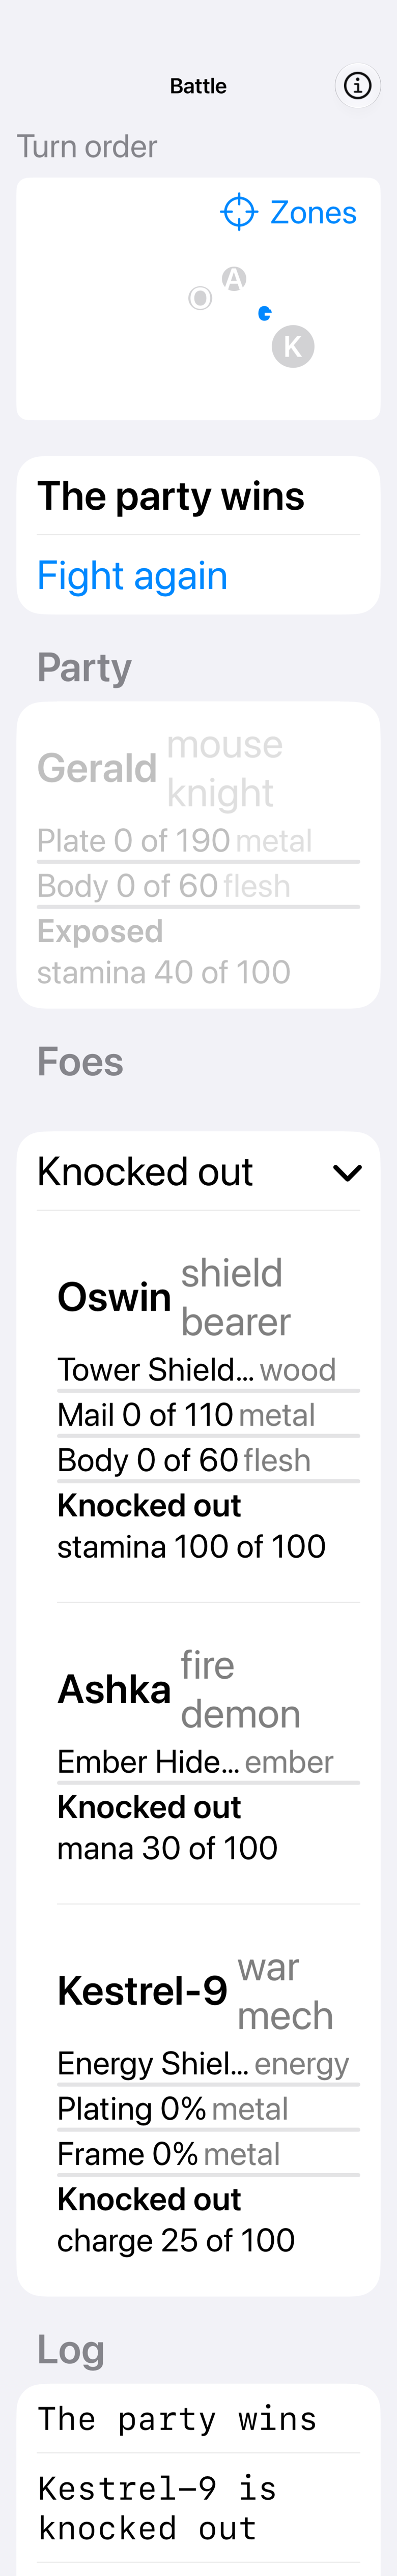 Battle
Turn order
Zones
A
O
G
K
The party wins
Fight again
Party
Gerald mouse
knight
Plate 0 of 190 metal
Body 0 of 60 flesh
Exposed
stamina 40 of 100
Foes
Knocked out
Oswin shield
bearer
Tower Shield... wood
Mail 0 of 110 metal
Body 0 of 60 flesh
Knocked out
stamina 100 of 100
Ashka fire
demon
Ember Hide... ember
Knocked out
mana 30 of 100
Kestrel-9 war
mech
Energy Shiel... energy
Plating 0% metal
Frame 0% metal
Knocked out
charge 25 of 100
Log
The party wins
Kestrel-9 is
knocked out